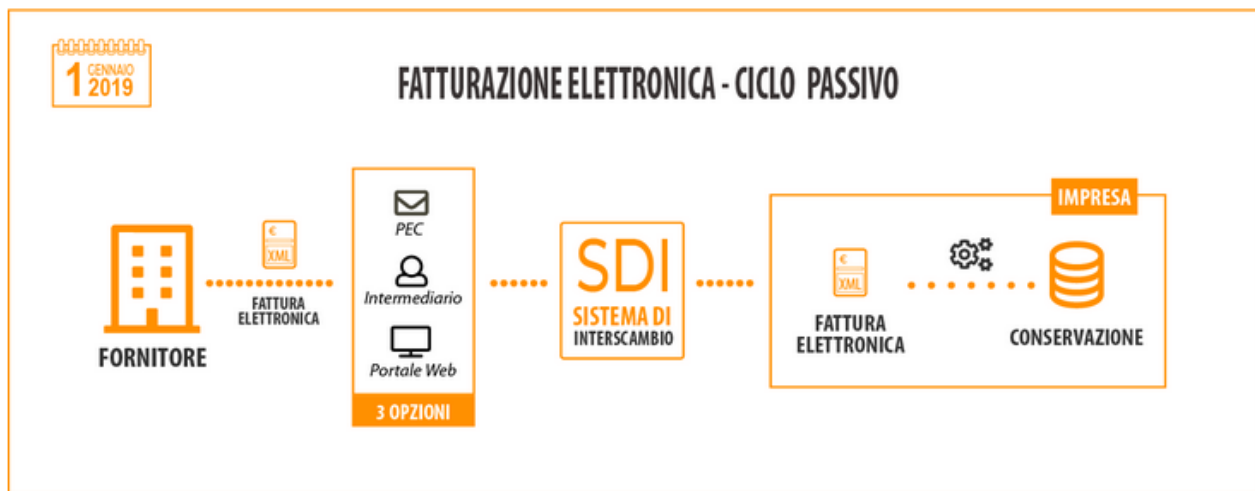 1 GENNAIO
2019
FATTURAZIONE ELETTRONICA - CICLO PASSIVO
€
XML
FATTURA
ELETTRONICA
FORNITORE
PEC
Intermediario
Portale Web
3 OPZIONI
SDI
SISTEMA DI
INTERSCAMBIO
IMPRESA
€
XML
FATTURA
ELETTRONICA
CONSERVAZIONE